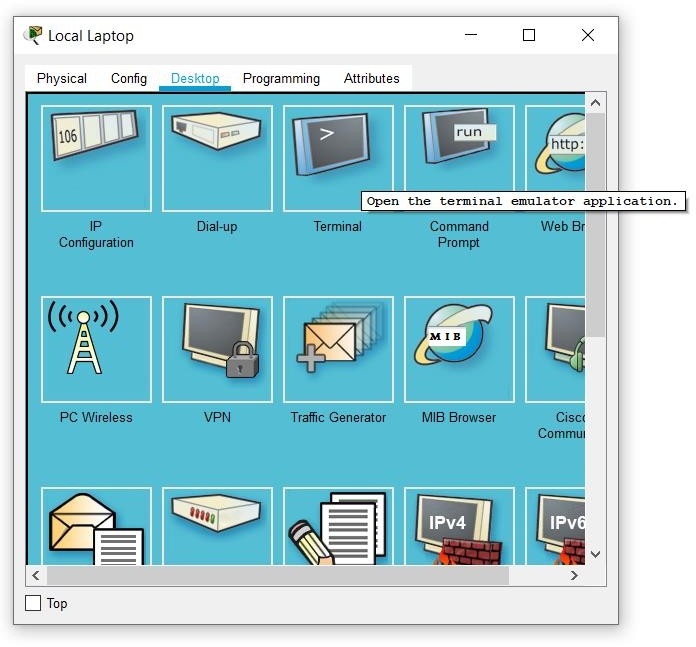 Local Laptop
Physical Config Desktop Programming Attributes
106
>
run
http:
Open the terminal emulator application.
IP
Configuration
Dial-up
Terminal
Command
Prompt
Web Br
MIB
PC Wireless
VPN
Traffic Generator
MIB Browser
Cisc
Commu
IPv4
IPv6
Top